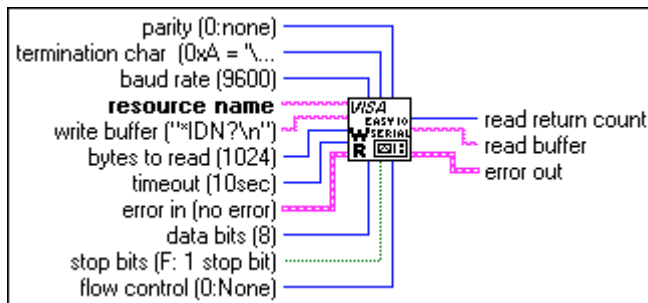 parity (0:none)
termination char (0xA = "\...
baud rate (9600)
resource name
write buffer ("*IDN?\n")
bytes to read (1024)
timeout (10sec)
error in (no error)
data bits (8)
stop bits (F: 1 stop bit)
flow control (0:None)
VISA
EASY IO
W SERIAL
R
read return count
read buffer
error out